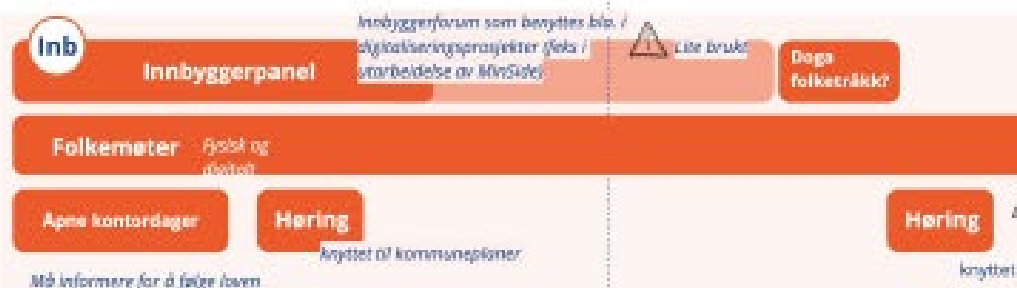 Inb
Innbyggerpanel
Innbyggerforum som benyttes bla. i
digitaliseringsprosjekter (feks i
utarbeidelse av MinSide)
Lite brukt
Doga
folketråkk?
Folkemøter
Fysisk og
digitalt
Åpne kontordager
Høring
knyttet til kommuneplaner
Høring
knyttet
Må informere for å følge loven